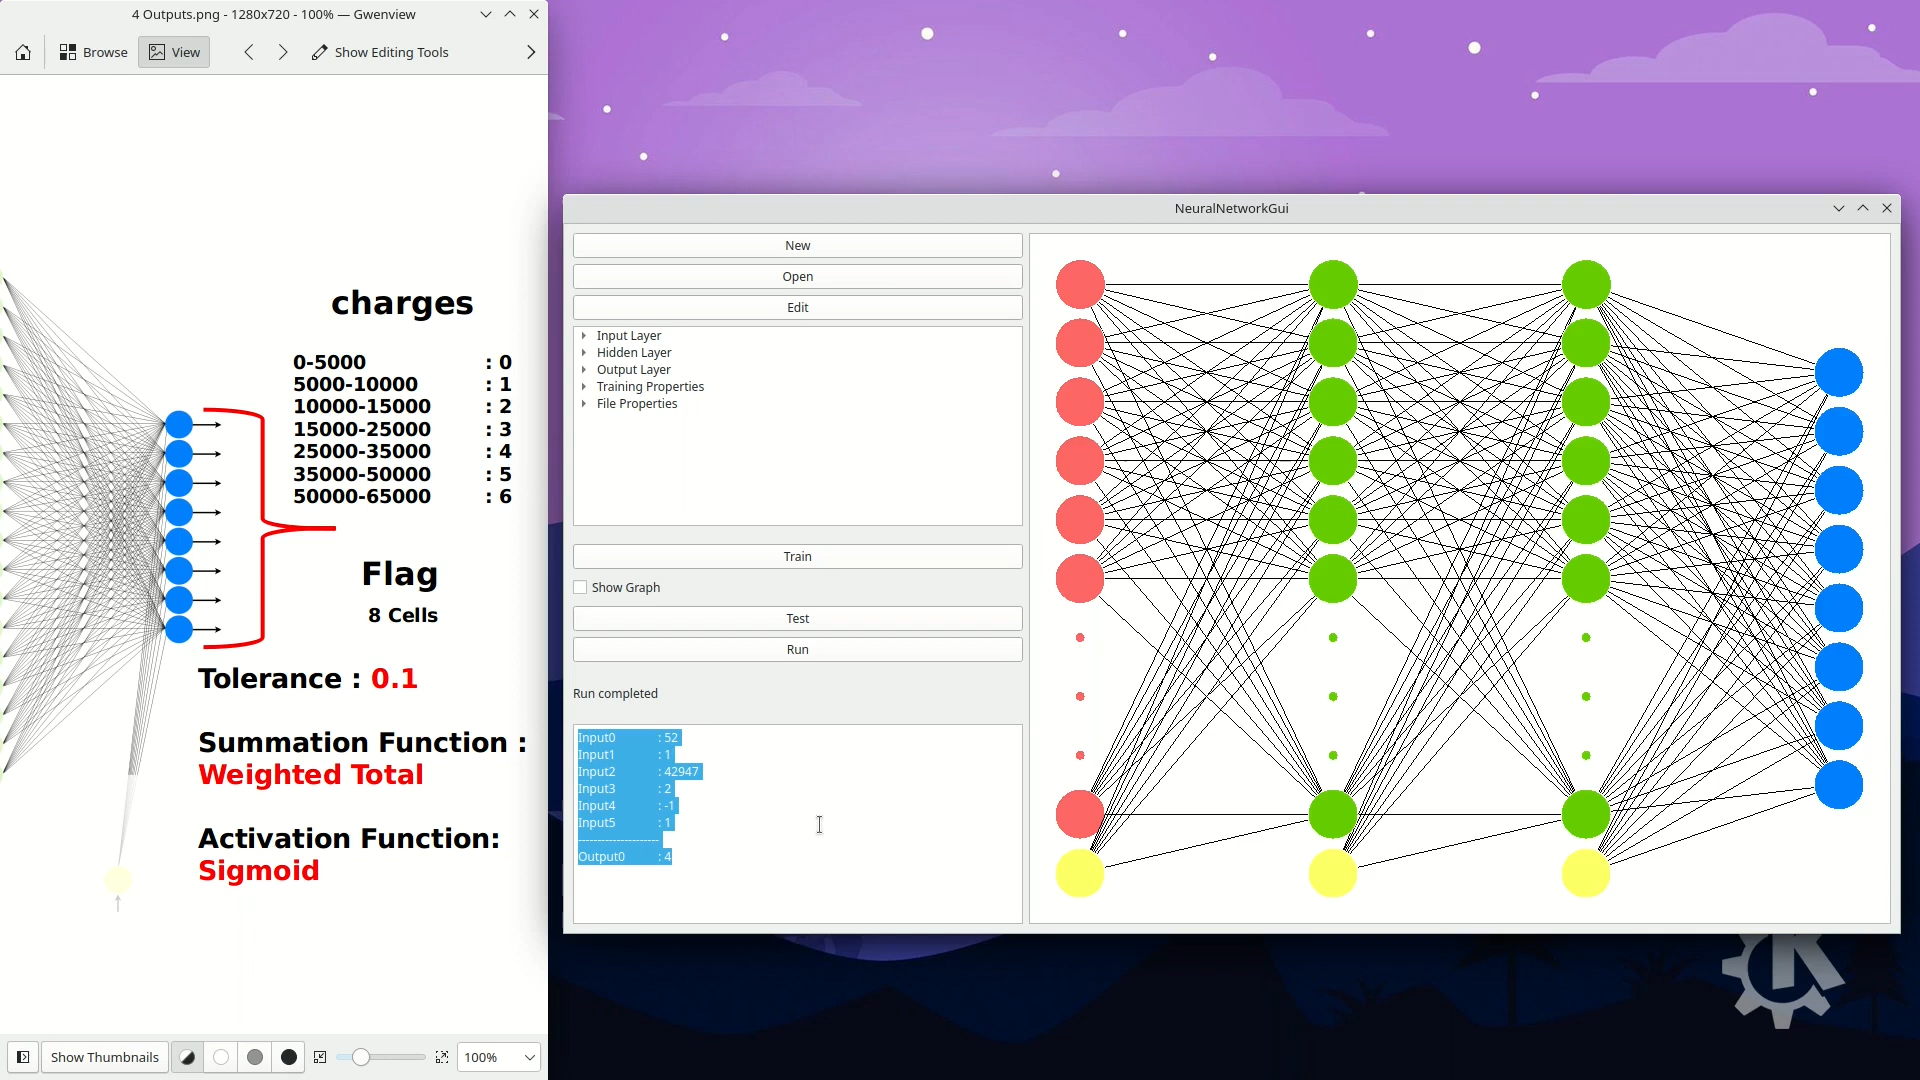 4 Outputs.png - 1280x720 - 100% — Gwenview
Browse
View
Show Editing Tools
charges
0-5000 : 0
5000-10000 : 1
10000-15000 : 2
15000-25000 : 3
25000-35000 : 4
35000-50000 : 5
50000-65000 : 6
Flag
8 Cells
Tolerance : 0.1
Summation Function :
Weighted Total
Activation Function:
Sigmoid
Show Thumbnails
100%
NeuralNetworkGui
New
Open
Edit
Input Layer
Hidden Layer
Output Layer
Training Properties
File Properties
Train
Show Graph
Test
Run
Run completed
Input0 : 52
Input1 : 1
Input2 : 42947
Input3 : 2
Input4 : -1
Input5 : 1
--------------------
Output0 : 4